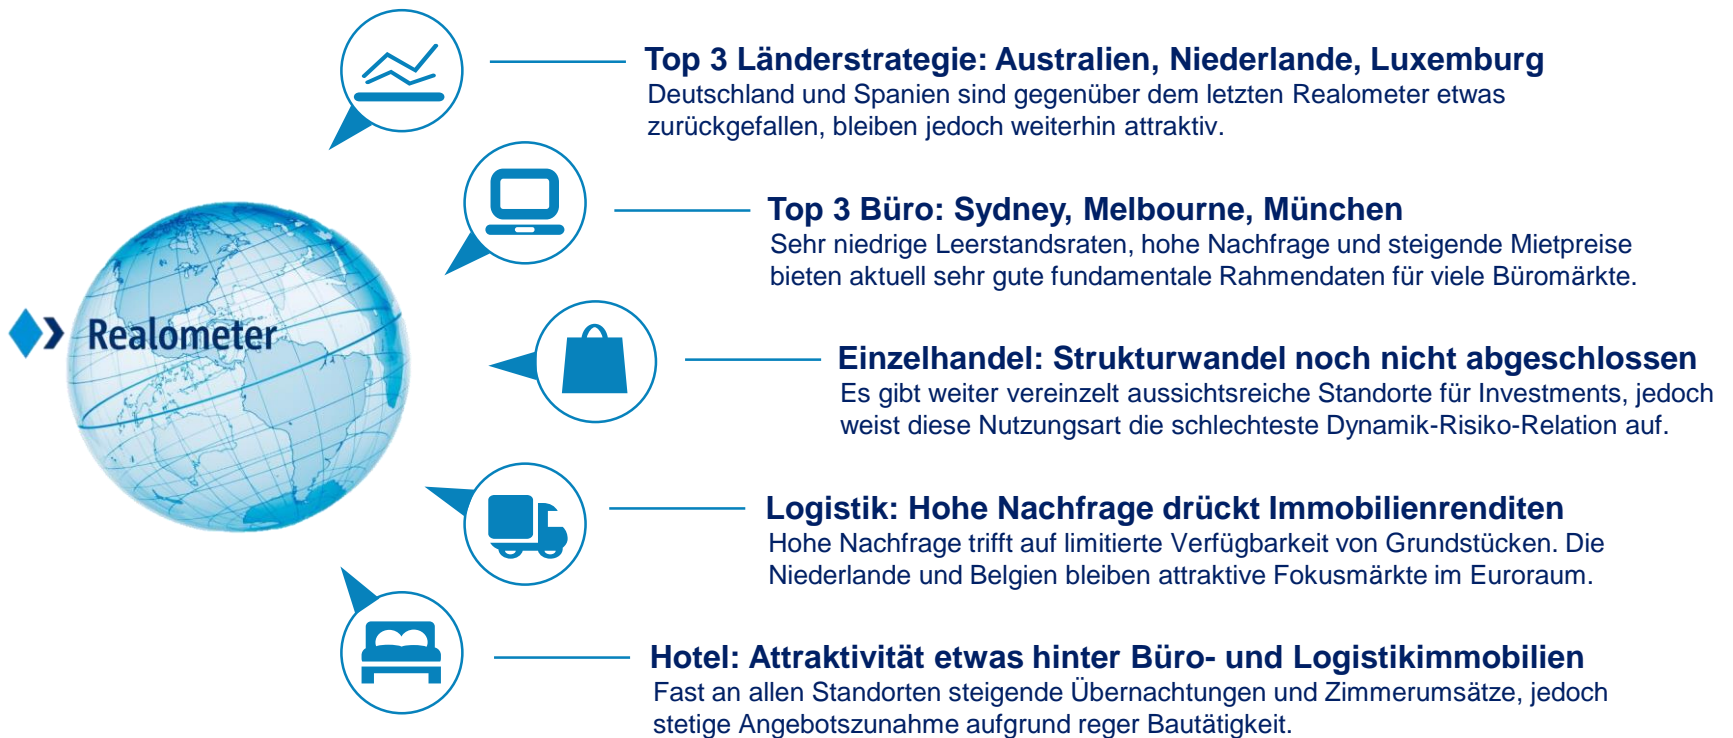 Top 3 Länderstrategie: Australien, Niederlande, Luxemburg
Deutschland und Spanien sind gegenüber dem letzten Realometer etwas
zurückgefallen, bleiben jedoch weiterhin attraktiv.
Top 3 Büro: Sydney, Melbourne, München
Sehr niedrige Leerstandsraten, hohe Nachfrage und steigende Mietpreise
bieten aktuell sehr gute fundamentale Rahmendaten für viele Büromärkte.
Realometer
Einzelhandel: Strukturwandel noch nicht abgeschlossen
Es gibt weiter vereinzelt aussichtsreiche Standorte für Investments, jedoch
weist diese Nutzungsart die schlechteste Dynamik-Risiko-Relation auf.
Logistik: Hohe Nachfrage drückt Immobilienrenditen
Hohe Nachfrage trifft auf limitierte Verfügbarkeit von Grundstücken. Die
Niederlande und Belgien bleiben attraktive Fokusmärkte im Euroraum.
Hotel: Attraktivität etwas hinter Büro- und Logistikimmobilien
Fast an allen Standorten steigende Übernachtungen und Zimmerumsätze, jedoch
stetige Angebotszunahme aufgrund reger Bautätigkeit.